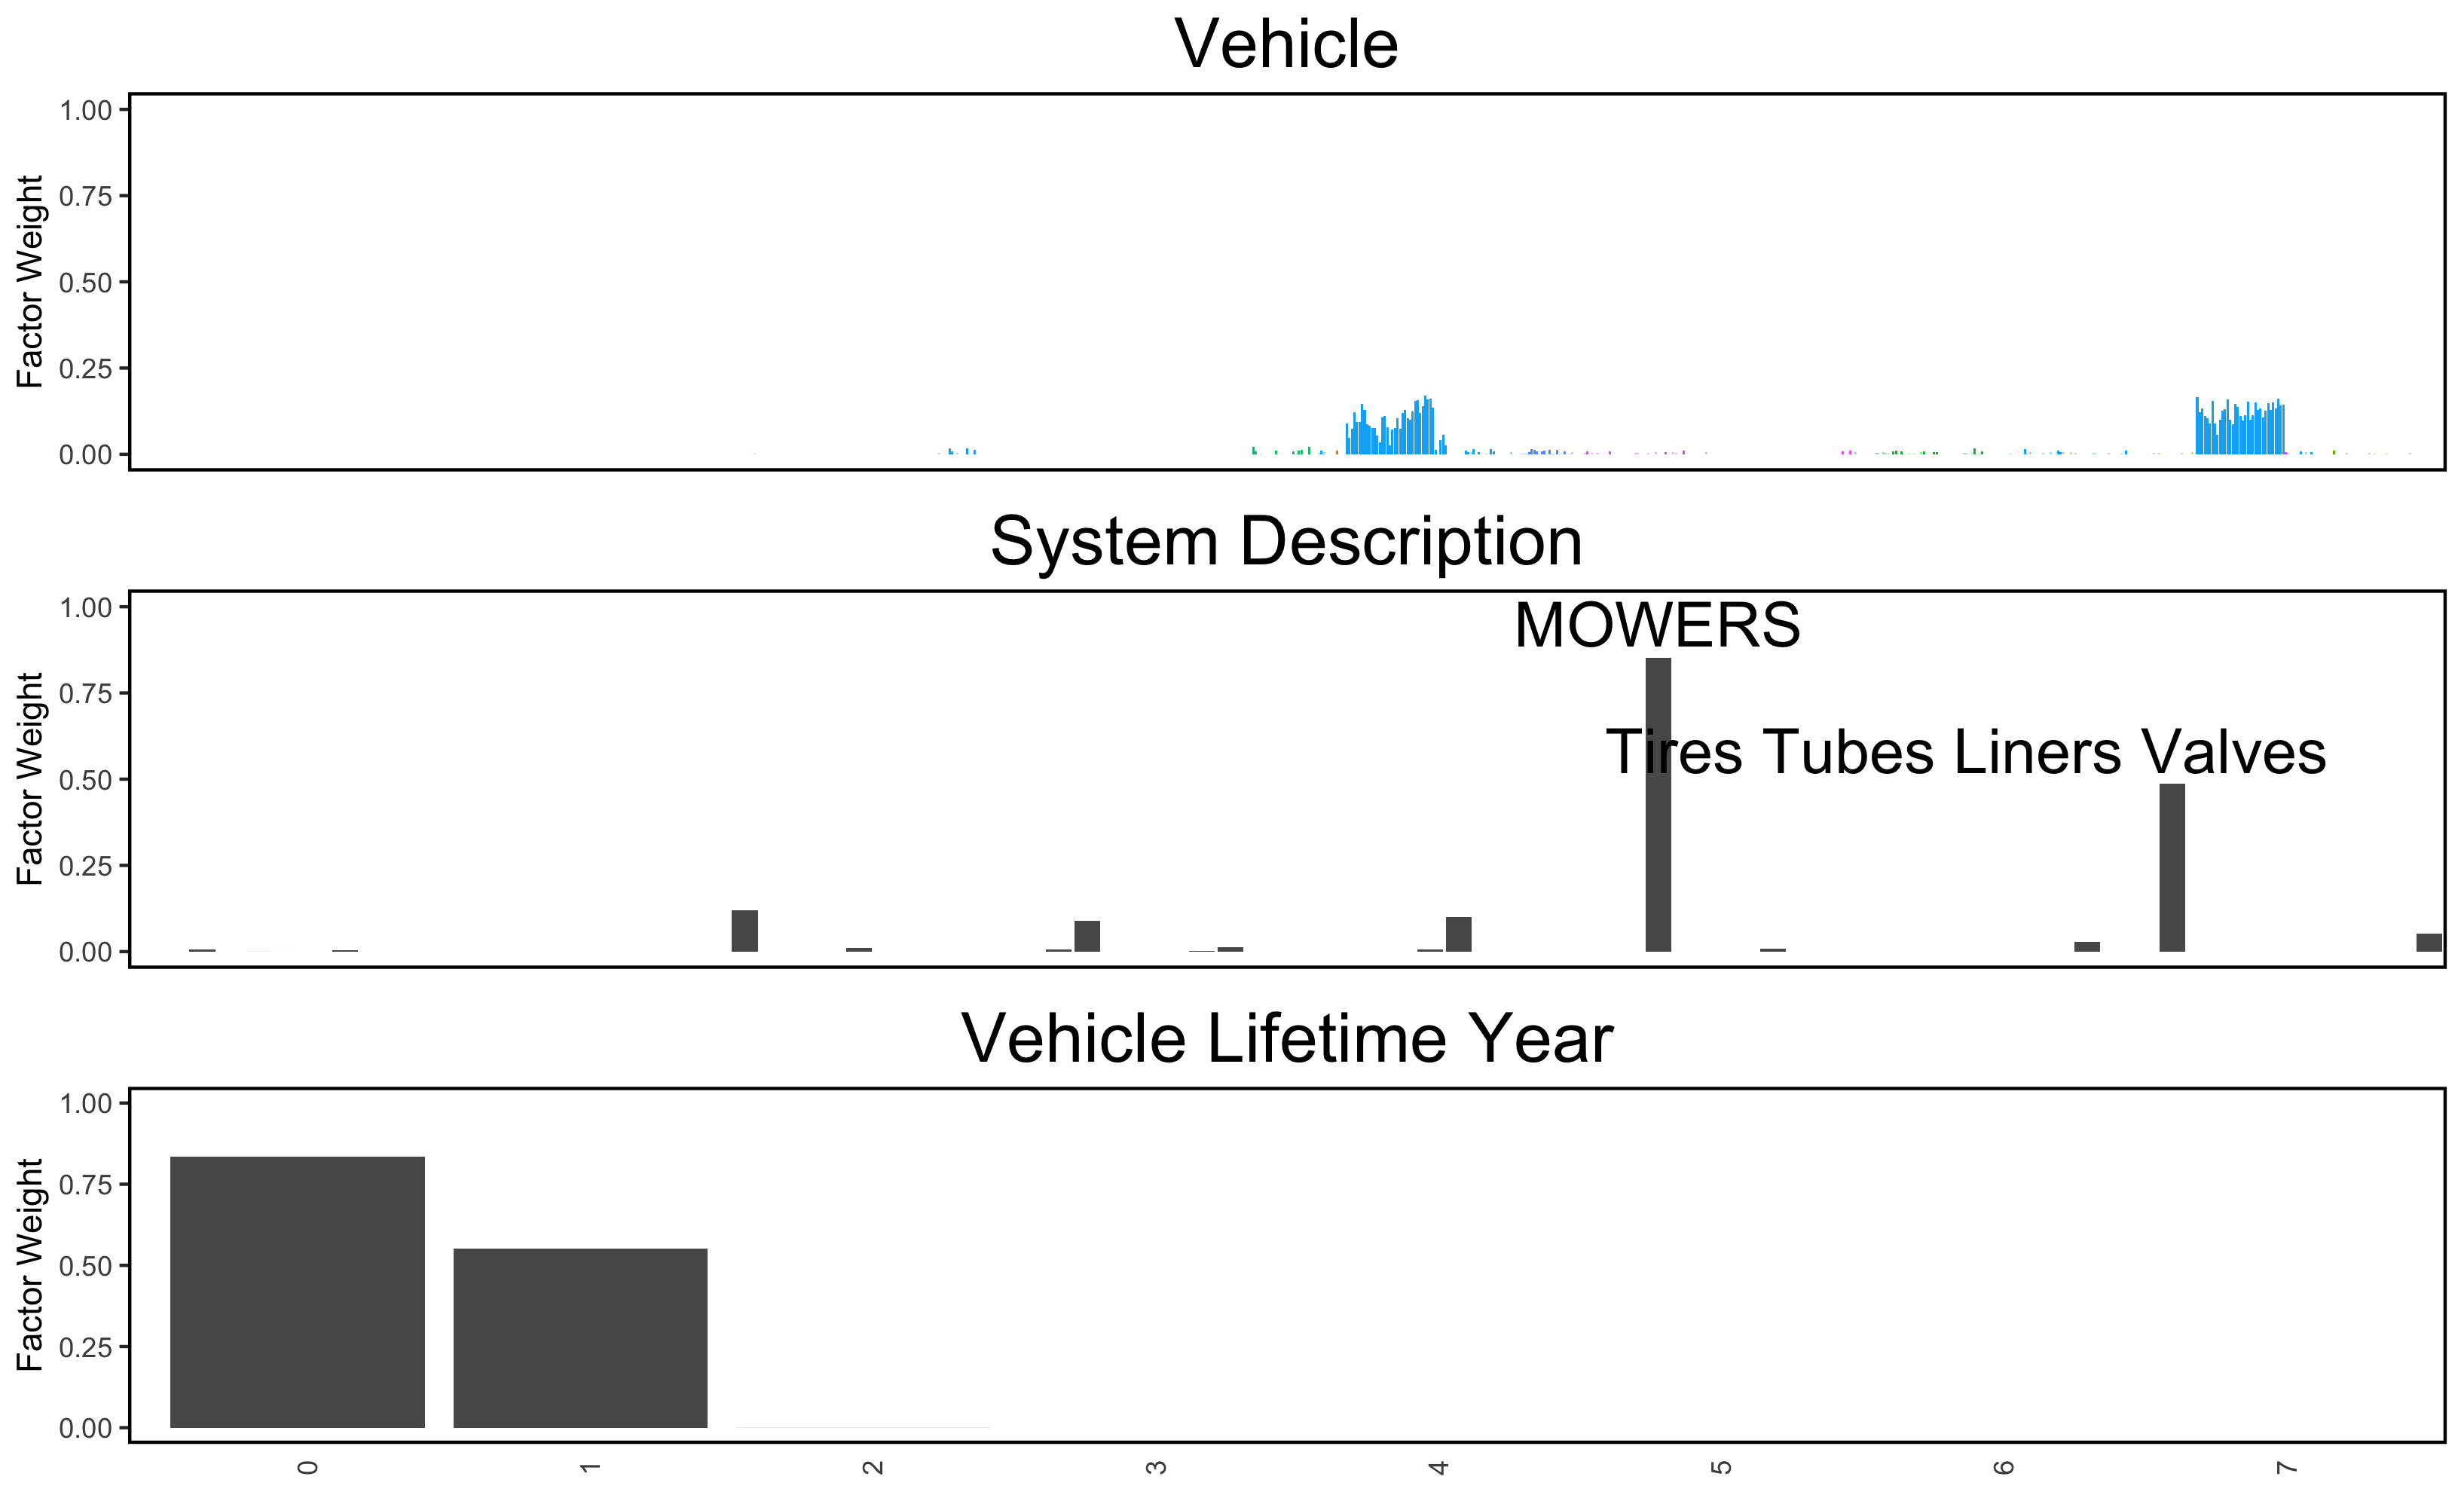 Vehicle
Factor Weight
1.00
0.75
0.50
0.25
0.00
System Description
Factor Weight
1.00
0.75
0.50
0.25
0.00
MOWERS
Tires Tubes Liners Valves
Vehicle Lifetime Year
Factor Weight
1.00
0.75
0.50
0.25
0.00
0 1 2 3 4 5 6 7